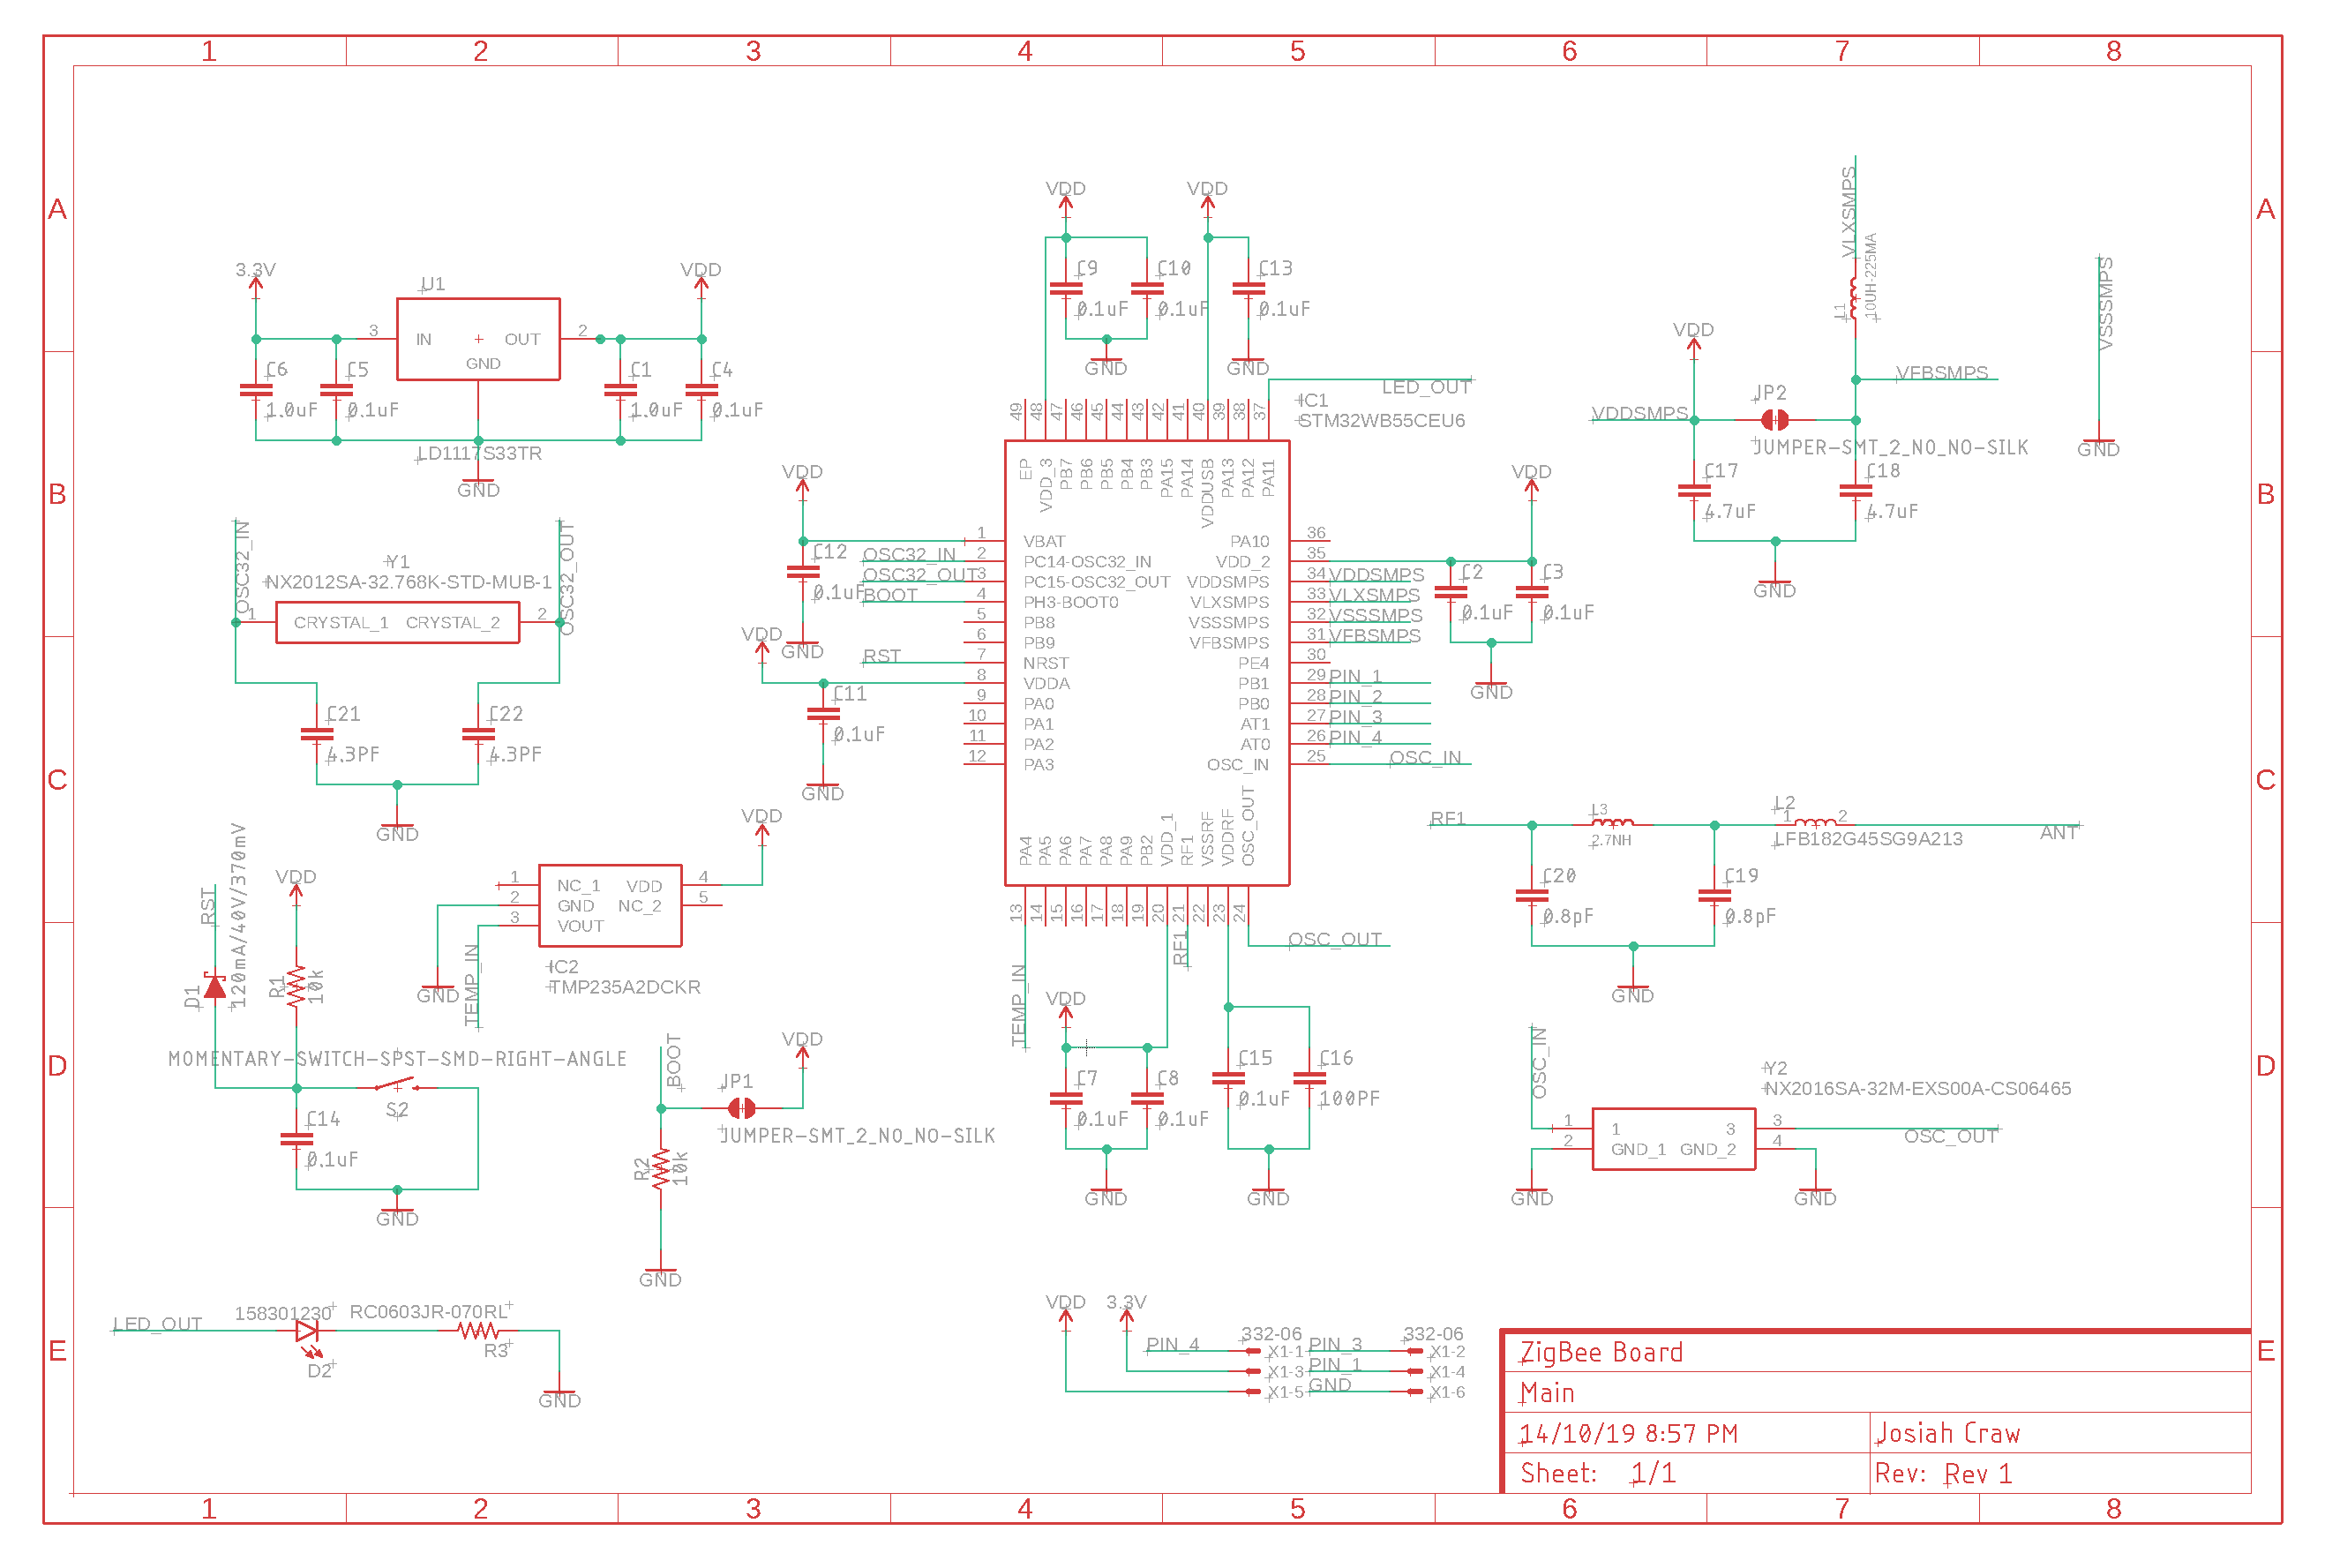 1 2 3 4 5 6 7 8
A A
B B
C C
D D
E E
1 2 3 4 5 6 7 8
3.3V
U1
VDD
3 IN OUT 2
GND
C6
1.0uF
C5
0.1uF
C1
1.0uF
C4
0.1uF
LD1117S33TR
GND
OSC32_IN
OSC32_OUT
Y1
NX2012SA-32.768K-STD-MUB-1
1 CRYSTAL_1 CRYSTAL_2 2
C21
4.3PF
C22
4.3PF
GND
RST
D1
120mA/40V/370mV
VDD
R1
10k
MOMENTARY-SWITCH-SPST-SMD-RIGHT-ANGLE
S2
C14
0.1uF
GND
VDD
1 NC_1 VDD 4
2 GND NC_2 5
3 VOUT
IC2
TMP235A2DCKR
GND
TEMP_IN
BOOT
JP1
VDD
JUMPER-SMT_2_NO_NO-SILK
R2
10k
GND
LED_OUT
158301230
D2
RC0603JR-070RL
R3
GND
VDD
VDD
C9
0.1uF
C10
0.1uF
C13
0.1uF
GND
GND
LED_OUT
IC1
STM32WB55CEU6
49 48 47 46 45 44 43 42 41 40 39 38 37
EP VDD_3 PB7 PB6 PB5 PB4 PB3 PA15 PA14 VDDUSB PA13 PA12 PA11
VDD
C12
0.1uF
GND
1 VBAT
OSC32_IN 2 PC14-OSC32_IN
OSC32_OUT 3 PC15-OSC32_OUT
BOOT 4 PH3-BOOT0
5 PB8
6 PB9
RST 7 NRST
8 VDDA
9 PA0
10 PA1
11 PA2
12 PA3
VDD
C11
0.1uF
GND
PA10 36
VDD_2 35
VDDSMPS 34 VDDSMPS
VLXSMPS 33 VLXSMPS
VSSSMPS 32 VSSSMPS
VFBSMPS 31 VFBSMPS
PE4 30
PB1 29 PIN_1
PB0 28 PIN_2
AT1 27 PIN_3
AT0 26 PIN_4
OSC_IN 25 OSC_IN
VDD
C2
0.1uF
C3
0.1uF
GND
PA4 PA5 PA6 PA7 PA8 PA9 PB2 VDD_1 RF1 VSSRF VDDRF OSC_OUT
13 14 15 16 17 18 19 20 21 22 23 24
TEMP_IN
RF1
OSC_OUT
VDD
C7
0.1uF
C8
0.1uF
GND
C15
0.1uF
C16
100PF
GND
VLXSMPS
L1
10UH-225MA
VDD
VFBSMPS
VDDSMPS
JP2
JUMPER-SMT_2_NO_NO-SILK
C17
4.7uF
C18
4.7uF
GND
VSSSMPS
GND
RF1
L3
2.7NH
L2
1 2
LFB182G45SG9A213
ANT
C20
0.8pF
C19
0.8pF
GND
OSC_IN
Y2
NX2016SA-32M-EXS00A-CS06465
1 1 3 3
2 GND_1 GND_2 4
OSC_OUT
GND
GND
VDD 3.3V
332-06 332-06
PIN_4 X1-1 PIN_3 X1-2
X1-3 PIN_1 X1-4
X1-5 GND X1-6
ZigBee Board
Main
14/10/19 8:57 PM
Josiah Craw
Sheet: 1/1
Rev: Rev 1